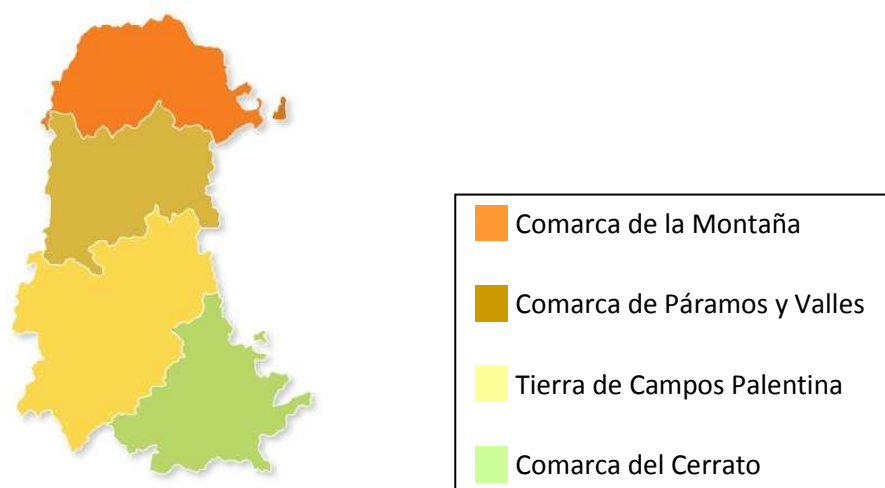 Comarca de la Montaña
Comarca de Páramos y Valles
Tierra de Campos Palentina
Comarca del Cerrato